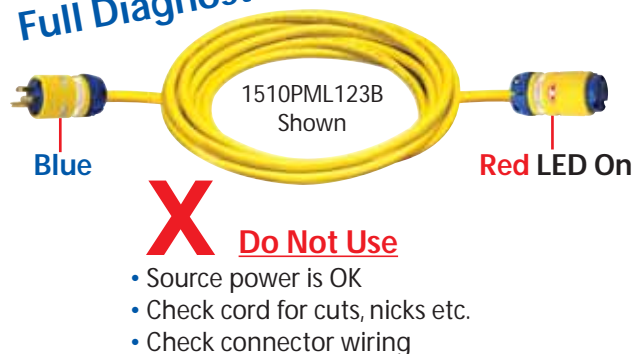 Full
1510PML123B
Shown
Blue
Red LED On
X
Do Not Use
• Source power is OK
• Check cord for cuts, nicks etc.
• Check connector wiring